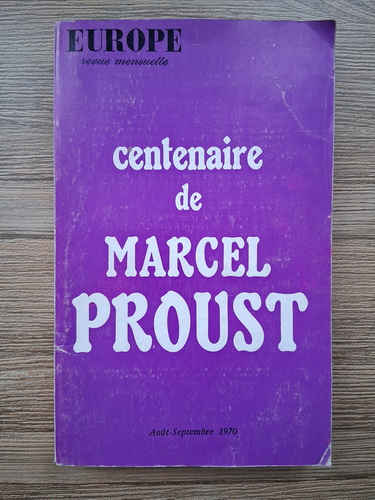 EUROPE
revue mensuelle
centenaire
de
MARCEL
PROUST
Août-Septembre 1970